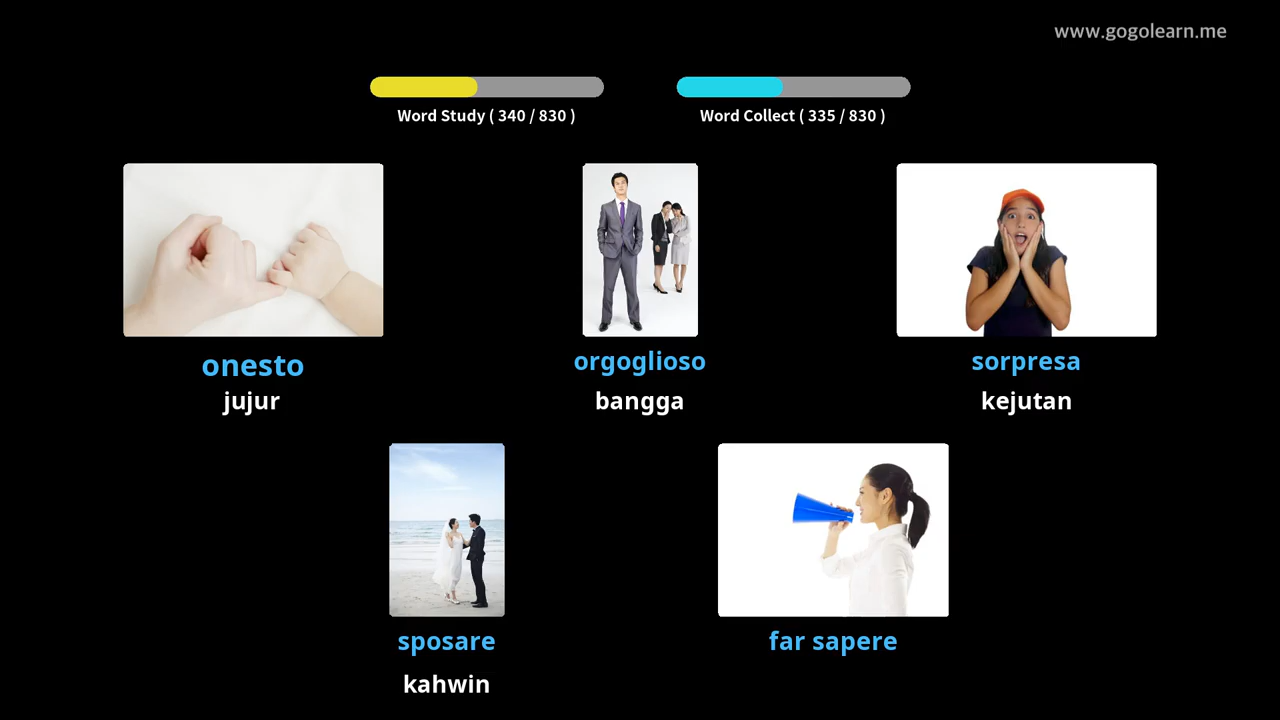 www.gogolearn.me
Word Study ( 340 / 830 )
Word Collect ( 335 / 830 )
onesto
jujur
orgoglioso
bangga
sorpresa
kejutan
sposare
kahwin
far sapere